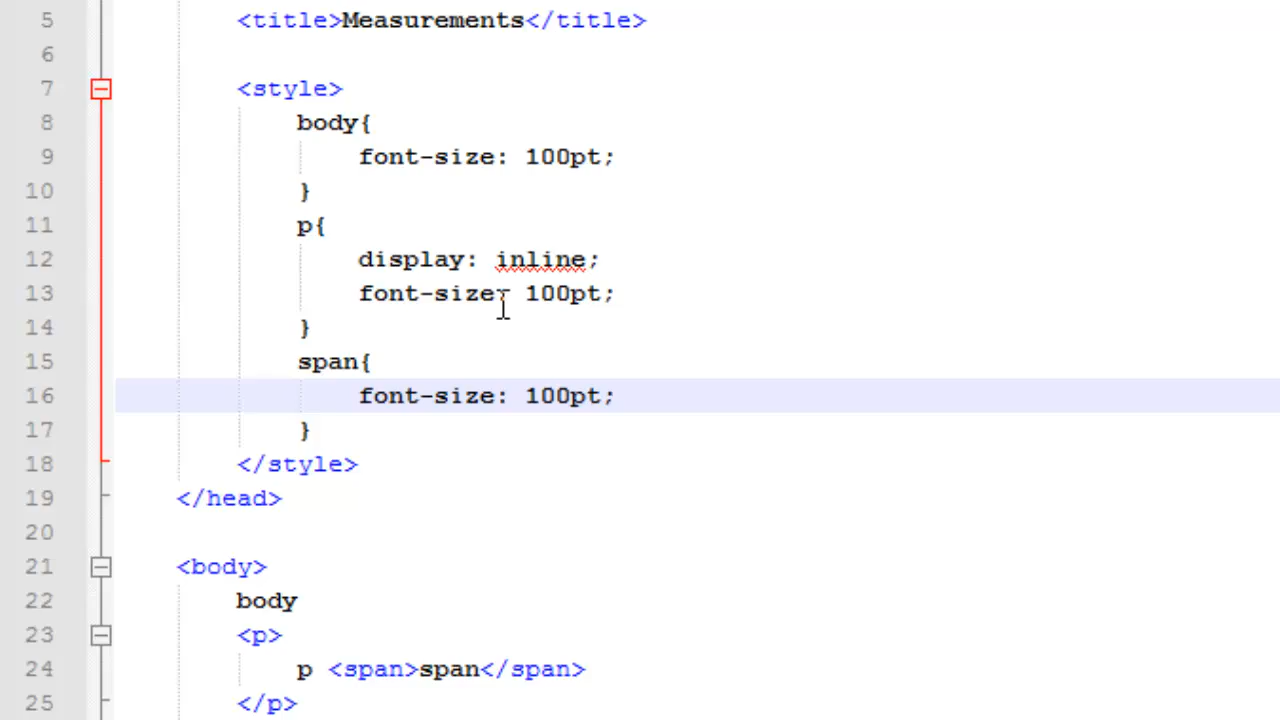 5 <title>Measurements</title>
6
7 <style>
8 body{
9 font-size: 100pt;
10 }
11 p{
12 display: inline;
13 font-size: 100pt;
14 }
15 span{
16 font-size: 100pt;
17 }
18 </style>
19 </head>
20
21 <body>
22 body
23 <p>
24 p <span>span</span>
25 </p>